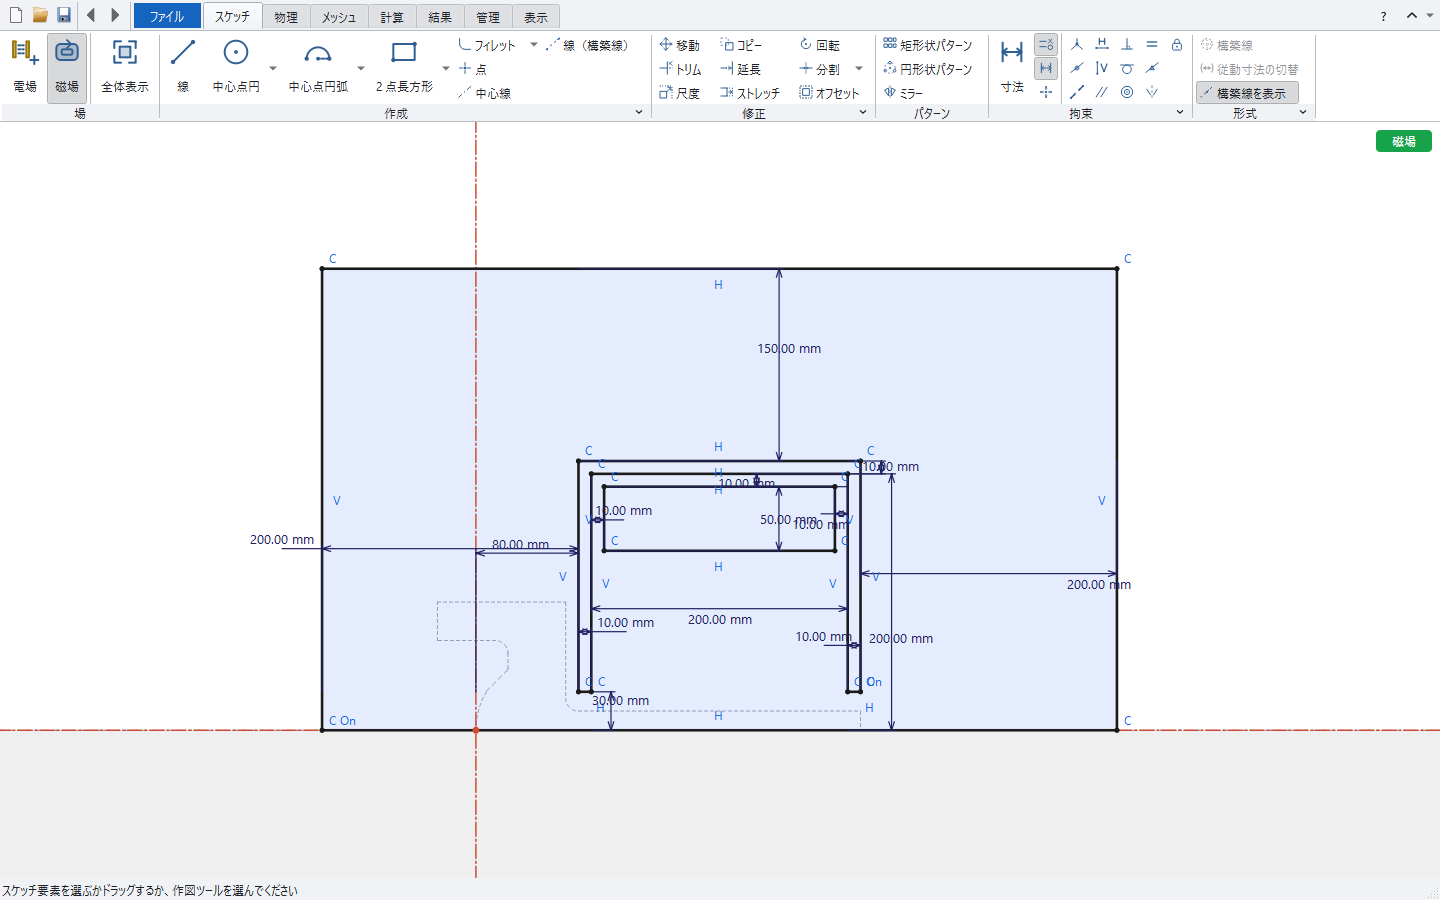 ファイル スケッチ 物理 メッシュ 計算 結果 管理 表示 ?
電場 磁場 全体表示 線 中心点円 中心点円弧 2 点長方形 フィレット 線（構築線） 点 中心線
移動 コピー 回転
トリム 延長 分割
尺度 ストレッチ オフセット
矩形状パターン
円形状パターン
ミラー
寸法
構築線
従動寸法の切替
構築線を表示
場 作成 修正 パターン 拘束 形式
磁場
C C
H
150.00 mm
C H C
C H C 10.00 mm
C 10.00 mm C
H
V 10.00 mm 50.00 mm 10.00 mm V V
V
200.00 mm 80.00 mm C C
H
V V V V
200.00 mm
10.00 mm 200.00 mm 10.00 mm 200.00 mm
C C C C On
30.00 mm
H H H
C On C
スケッチ要素を選ぶかドラッグするか、作図ツールを選んでください